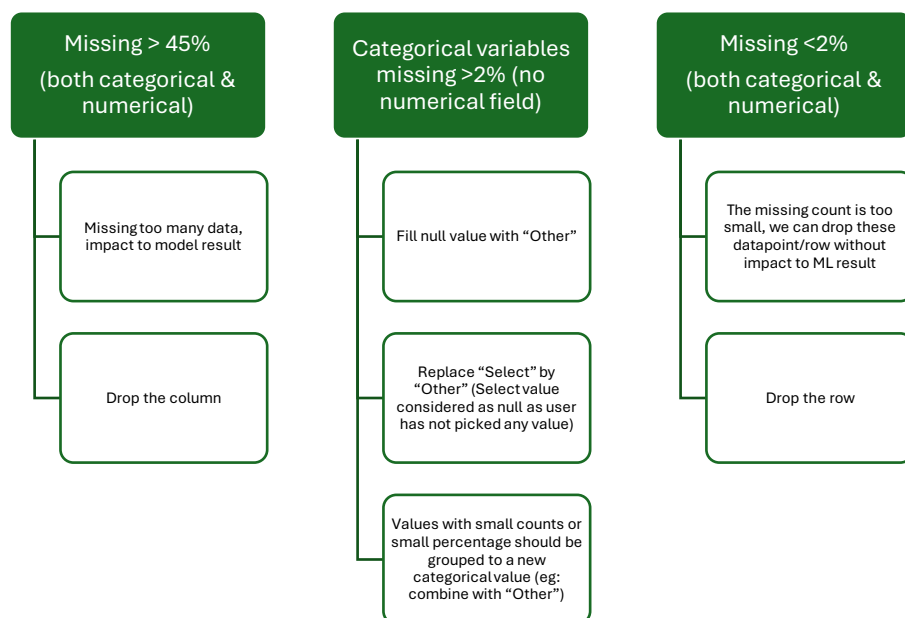 Missing > 45%
(both categorical &
numerical)
Missing too many data,
impact to model result
Drop the column
Categorical variables
missing >2% (no
numerical field)
Fill null value with “Other”
Replace “Select” by
“Other” (Select value
considered as null as user
has not picked any value)
Values with small counts or
small percentage should be
grouped to a new
categorical value (eg:
combine with “Other”)
Missing <2%
(both categorical &
numerical)
The missing count is too
small, we can drop these
datapoint/row without
impact to ML result
Drop the row